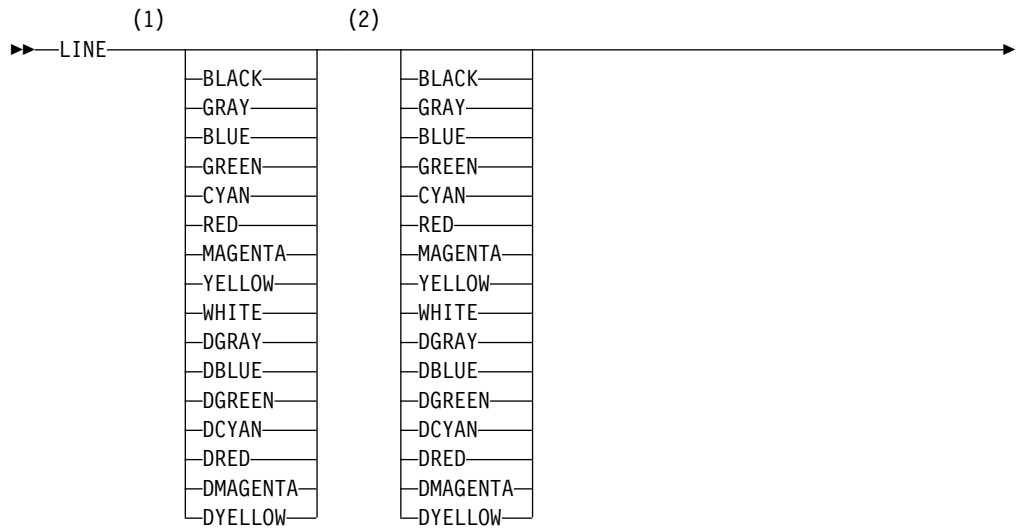 (1) (2)
LINE
BLACK BLACK
GRAY GRAY
BLUE BLUE
GREEN GREEN
CYAN CYAN
RED RED
MAGENTA MAGENTA
YELLOW YELLOW
WHITE WHITE
DGRAY DGRAY
DBLUE DBLUE
DGREEN DGREEN
DCYAN DCYAN
DRED DRED
DMAGENTA DMAGENTA
DYELLOW DYELLOW